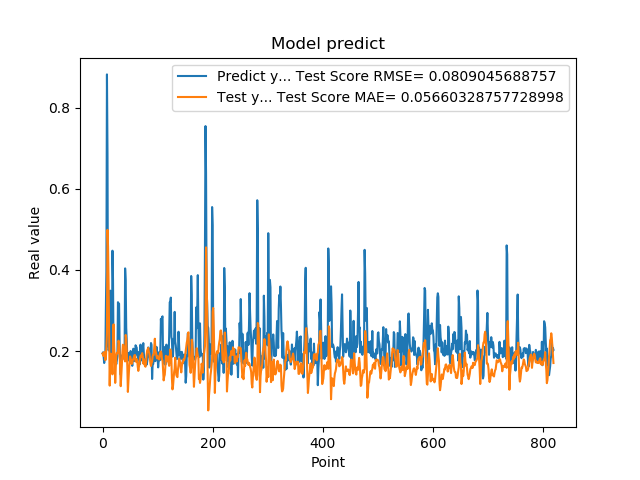 Model predict
Predict y... Test Score RMSE= 0.0809045688757
Test y... Test Score MAE= 0.05660328757728998
0.8
0.6
0.4
0.2
Real value
0
200
400
600
800
Point